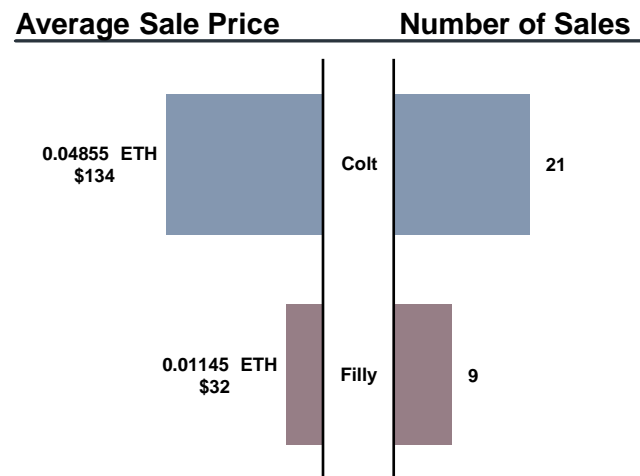 Average Sale Price Number of Sales
0.04855 ETH
$134
Colt
21
0.01145 ETH
$32
Filly
9